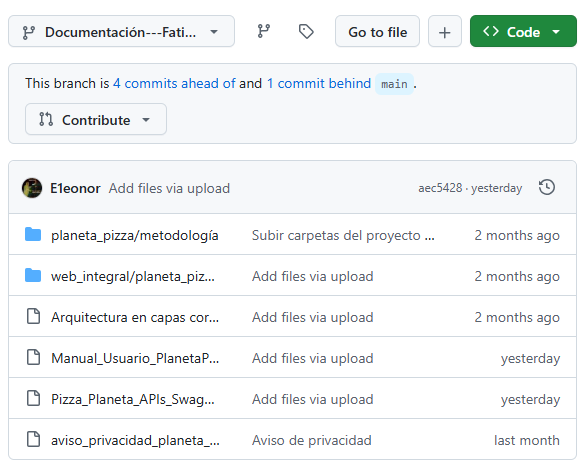 Documentación---Fati... Go to file Code
This branch is 4 commits ahead of and 1 commit behind main .
Contribute
E1eonor Add files via upload aec5428 · yesterday
planeta_pizza/metodología Subir carpetas del proyecto ... 2 months ago
web_integral/planeta_piz... Add files via upload 2 months ago
Arquitectura en capas cor... Add files via upload 2 months ago
Manual_Usuario_PlanetaP... Add files via upload yesterday
Pizza_Planeta_APIs_Swag... Add files via upload yesterday
aviso_privacidad_planeta_... Aviso de privacidad last month